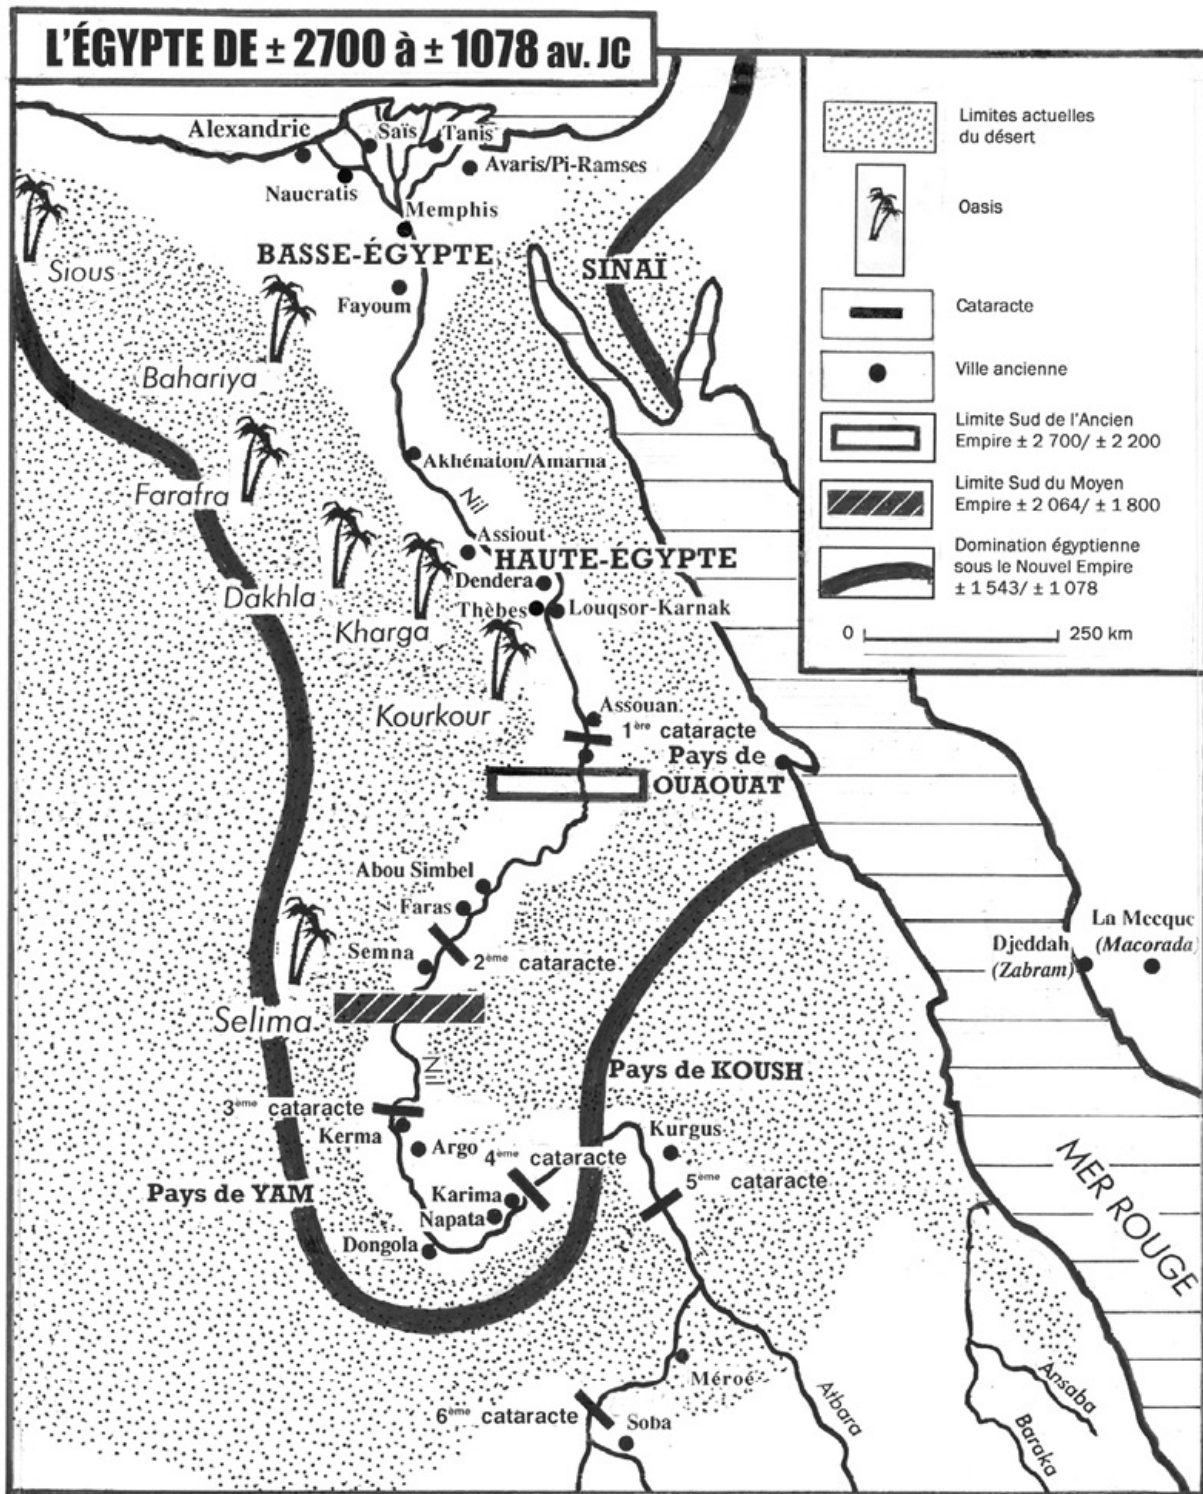 L'ÉGYPTE DE ± 2700 à ± 1078 av. JC
Limites actuelles
du désert
Oasis
Cataracte
Ville ancienne
Limite Sud de l'Ancien
Empire ± 2 700/ ± 2 200
Limite Sud du Moyen
Empire ± 2 064/ ± 1 800
Domination égyptienne
sous le Nouvel Empire
± 1 543/ ± 1 078
0 250 km
Alexandrie
Saïs
Tanis
Avaris/Pi-Ramses
Naucratis
Memphis
BASSE-ÉGYPTE
SINAÏ
Sious
Fayoum
Bahariya
Akhénaton/Amarna
Farafra
Nil
Assiout
HAUTE-ÉGYPTE
Dendera
Dakhla
Thèbes
Louqsor-Karnak
Kharga
Kourkour
Assouan
1ère cataracte
Pays de
OUAOUAT
Abou Simbel
Faras
Semna
2ème cataracte
La Mecque
(Macorada)
Djeddah
(Zabram)
Selima
Nil
Pays de KOUSH
3ème cataracte
Kerma
Argo
Kurgus
4ème cataracte
5ème cataracte
Pays de YAM
Karima
Napata
Dongola
MER ROUGE
Méroé
Atbara
Ansaba
Baraka
6ème cataracte
Soba